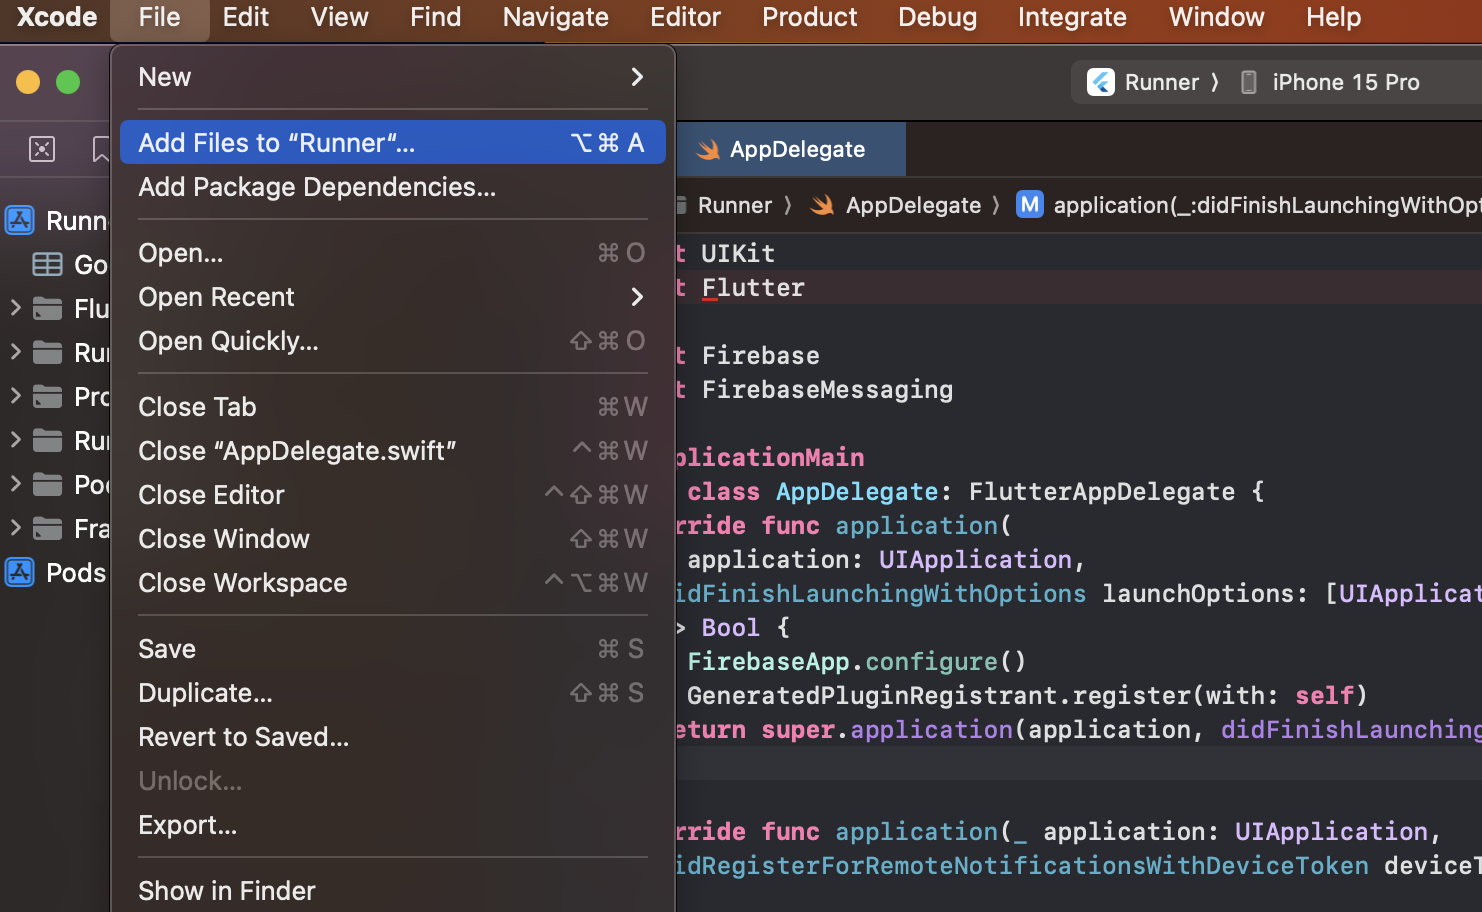 Xcode File Edit View Find Navigate Editor Product Debug Integrate Window Help
Runner 〉 iPhone 15 Pro
New
Add Files to “Runner“... ⌥⌘A
Add Package Dependencies...
Open... ⌘O
Open Recent
Open Quickly... ⇧⌘O
Close Tab ⌘W
Close “AppDelegate.swift” ^⌘W
Close Editor ^⇧⌘W
Close Window ⇧⌘W
Close Workspace ^⌥⌘W
Save ⌘S
Duplicate... ⇧⌘S
Revert to Saved...
Unlock...
Export...
Show in Finder
Runn
Go
Flu
Run
Pro
Run
Poo
Fra
Pods
AppDelegate
Runner 〉 AppDelegate 〉 M application(_:didFinishLaunchingWithOpt
t UIKit
t Flutter
t Firebase
t FirebaseMessaging
plicationMain
class AppDelegate: FlutterAppDelegate {
rride func application(
application: UIApplication,
idFinishLaunchingWithOptions launchOptions: [UIApplicat
> Bool {
FirebaseApp.configure()
GeneratedPluginRegistrant.register(with: self)
eturn super.application(application, didFinishLaunching
rride func application(_ application: UIApplication,
idRegisterForRemoteNotificationsWithDeviceToken deviceT